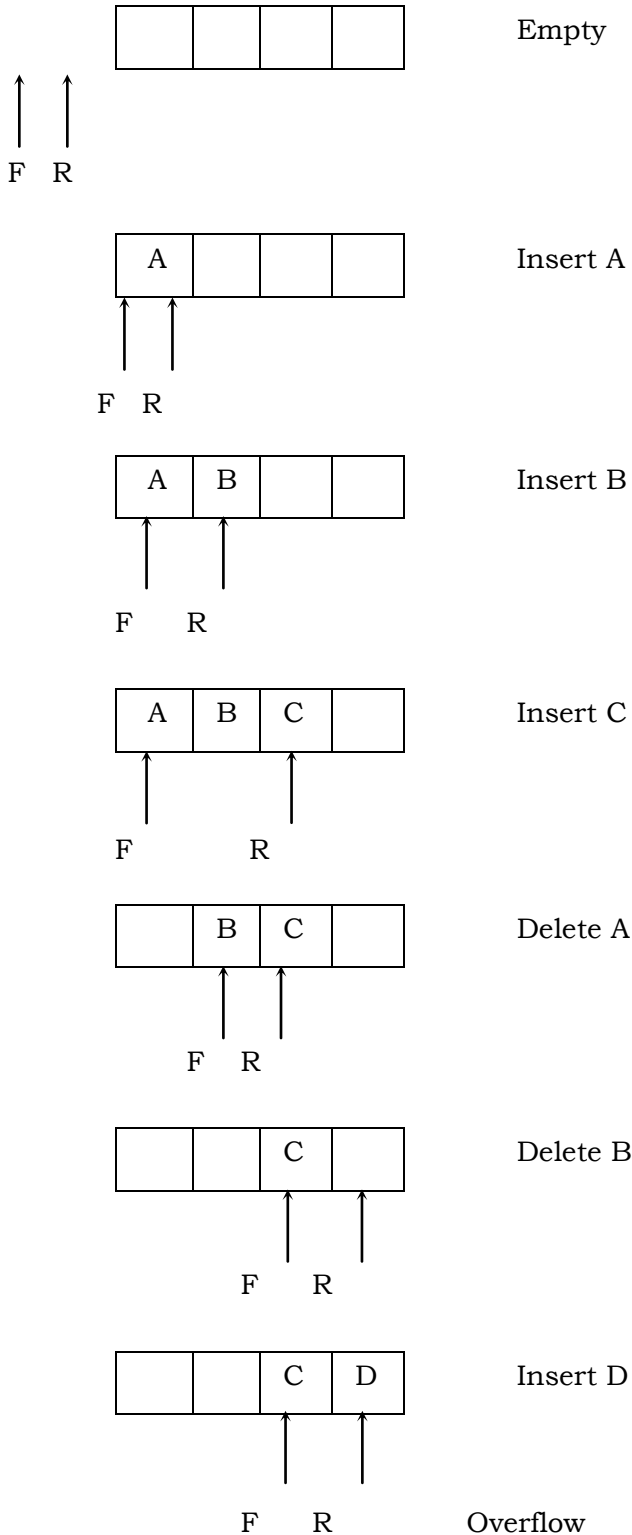 Empty
F R
A Insert A
F R
A B Insert B
F R
A B C Insert C
F R
B C Delete A
F R
C Delete B
F R
C D Insert D
F R Overflow